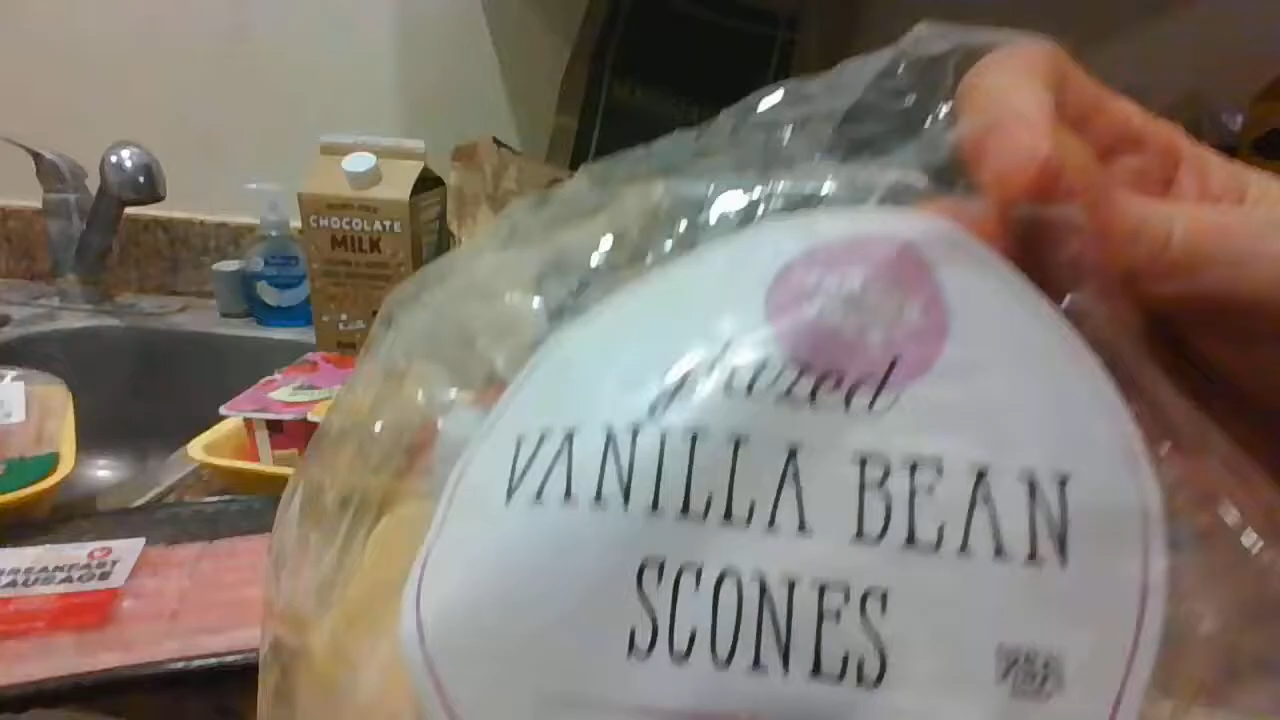 CHOCOLATE
MILK
glazed
VANILLA BEAN
SCONES
BREAKFAST
SAUSAGE